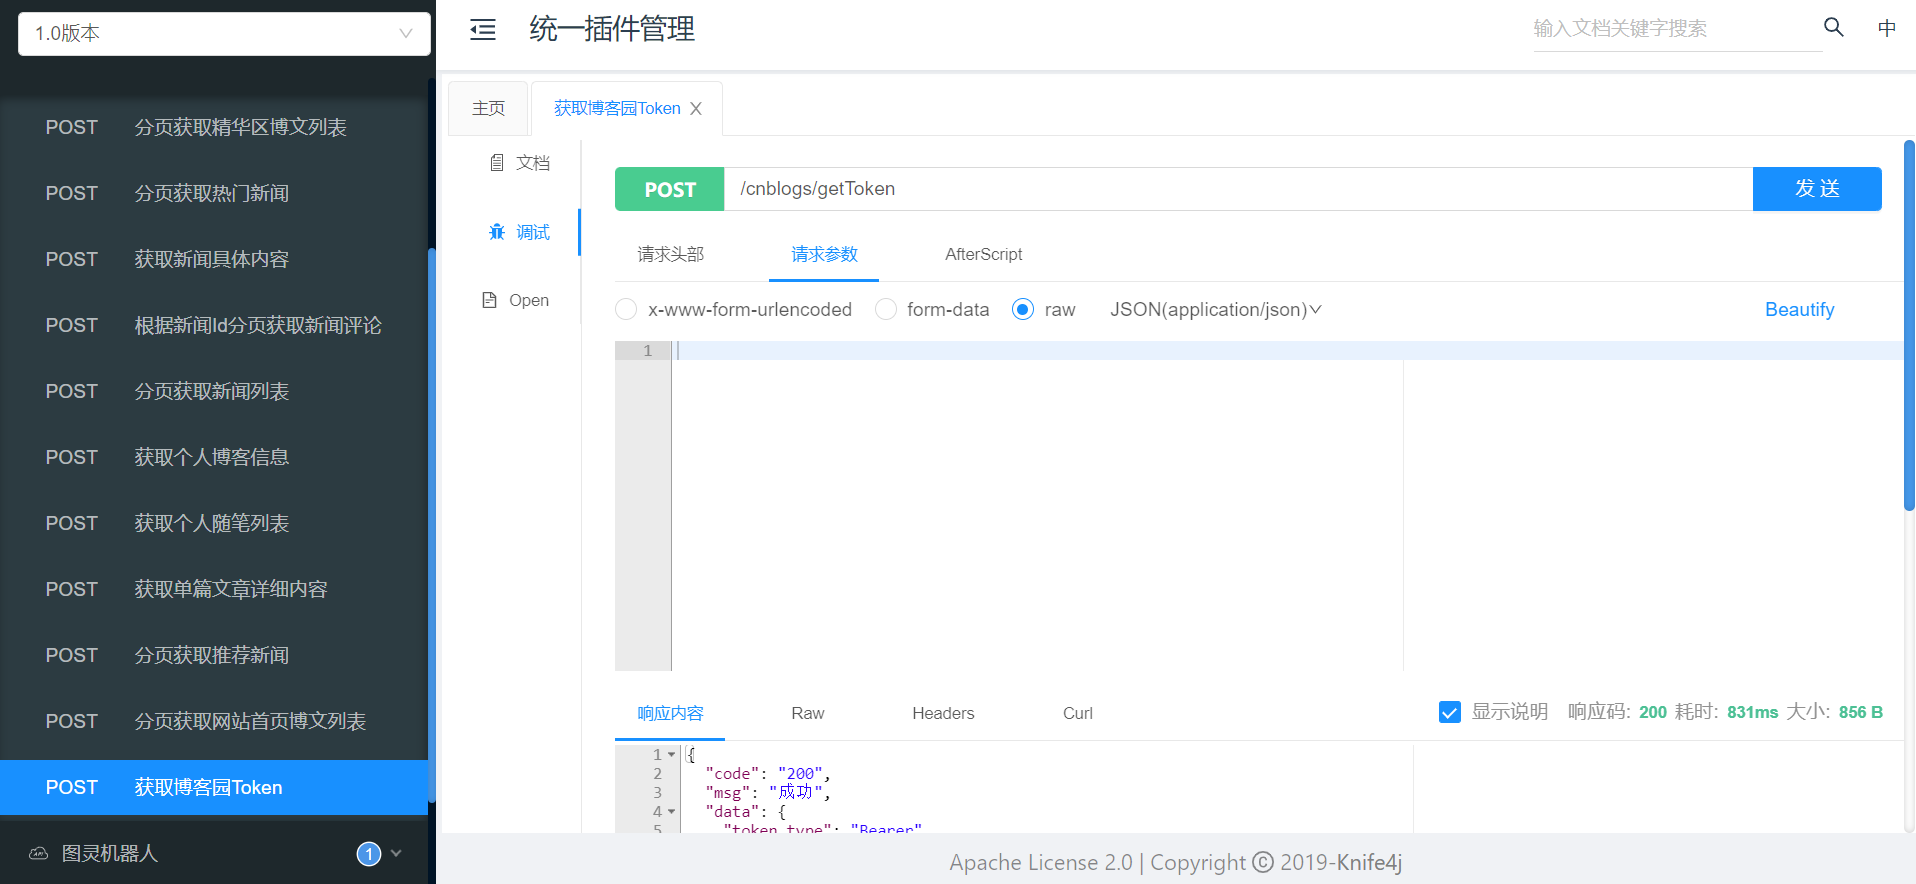 1.0版本
统一插件管理
输入文档关键字搜索
中
POST 分页获取精华区博文列表
POST 分页获取热门新闻
POST 获取新闻具体内容
POST 根据新闻Id分页获取新闻评论
POST 分页获取新闻列表
POST 获取个人博客信息
POST 获取个人随笔列表
POST 获取单篇文章详细内容
POST 分页获取推荐新闻
POST 分页获取网站首页博文列表
POST 获取博客园Token
API 图灵机器人 1
主页 获取博客园Token X
文档
调试
Open
POST /cnblogs/getToken 发送
请求头部 请求参数 AfterScript
x-www-form-urlencoded form-data raw JSON(application/json) Beautify
1
响应内容 Raw Headers Curl 显示说明 响应码: 200 耗时: 831ms 大小: 856 B
1 {
2 "code": "200",
3 "msg": "成功",
4 "data": {
5 "token_type": "Bearer"
Apache License 2.0 | Copyright © 2019-Knife4j